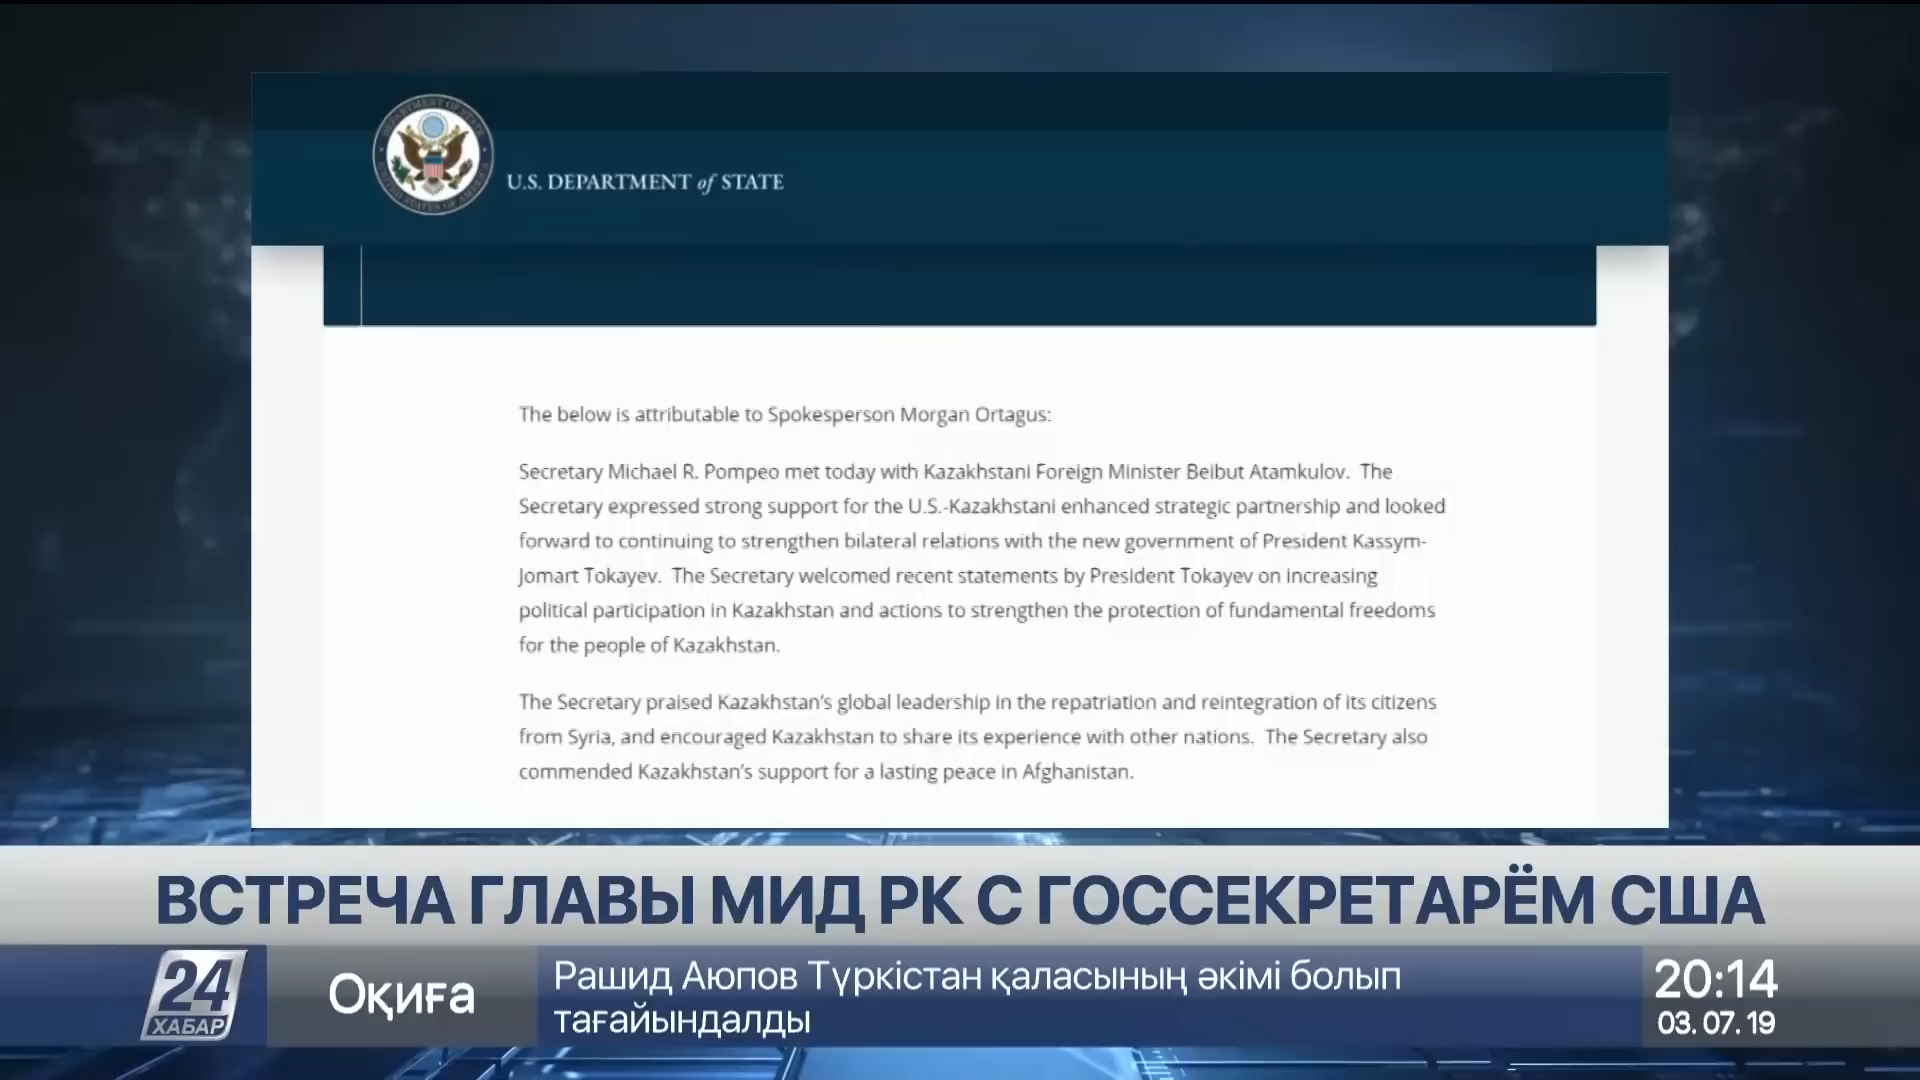 U.S. DEPARTMENT of STATE
The below is attributable to Spokesperson Morgan Ortagus:
Secretary Michael R. Pompeo met today with Kazakhstani Foreign Minister Beibut Atamkulov. The
Secretary expressed strong support for the U.S.-Kazakhstani enhanced strategic partnership and looked
forward to continuing to strengthen bilateral relations with the new government of President Kassym-
Jomart Tokayev. The Secretary welcomed recent statements by President Tokayev on increasing
political participation in Kazakhstan and actions to strengthen the protection of fundamental freedoms
for the people of Kazakhstan.
The Secretary praised Kazakhstan's global leadership in the repatriation and reintegration of its citizens
from Syria, and encouraged Kazakhstan to share its experience with other nations. The Secretary also
commended Kazakhstan's support for a lasting peace in Afghanistan.
ВСТРЕЧА ГЛАВЫ МИД РК С ГОССЕКРЕТАРЁМ США
24
ХАБАР
Оқиға
Рашид Аюпов Түркістан қаласының әкімі болып
тағайындалды
20:14
03. 07. 19